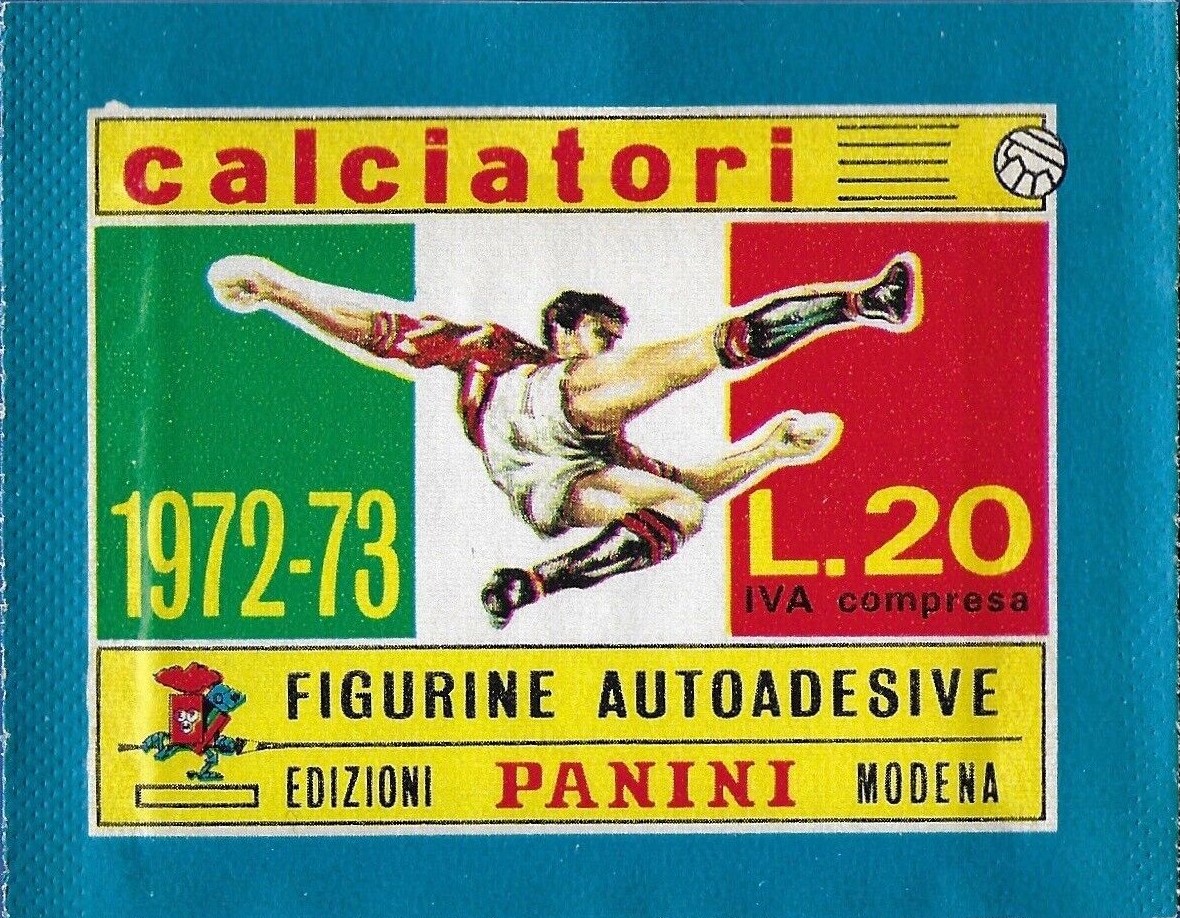 calciatori
1972-73
L.20
IVA compresa
FIGURINE AUTOADESIVE
EDIZIONI PANINI MODENA